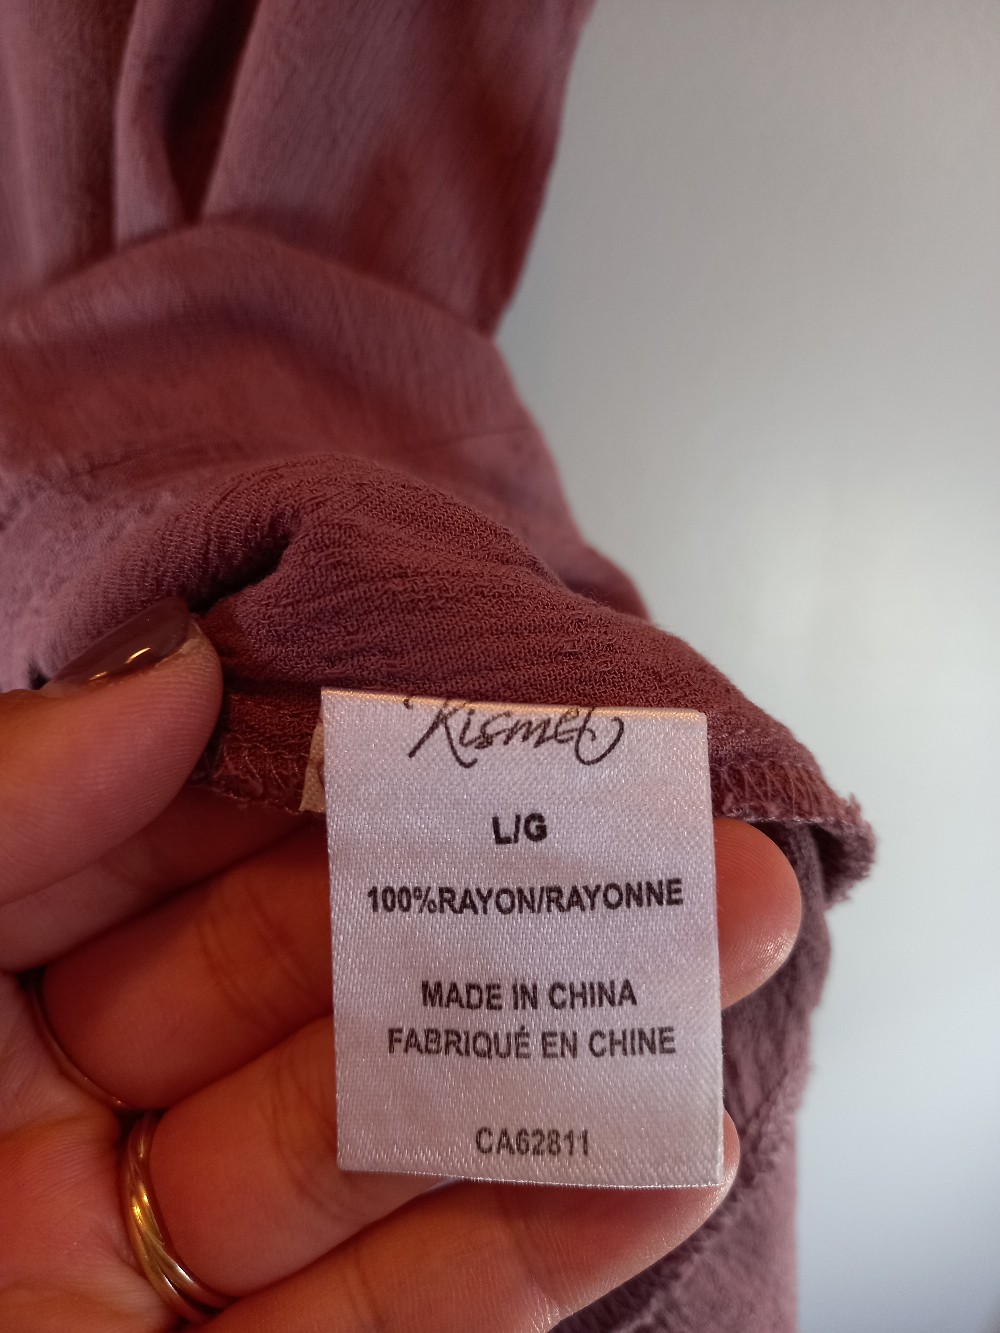 Kismet
L/G
100%RAYON/RAYONNE
MADE IN CHINA
FABRIQUÉ EN CHINE
CA62811